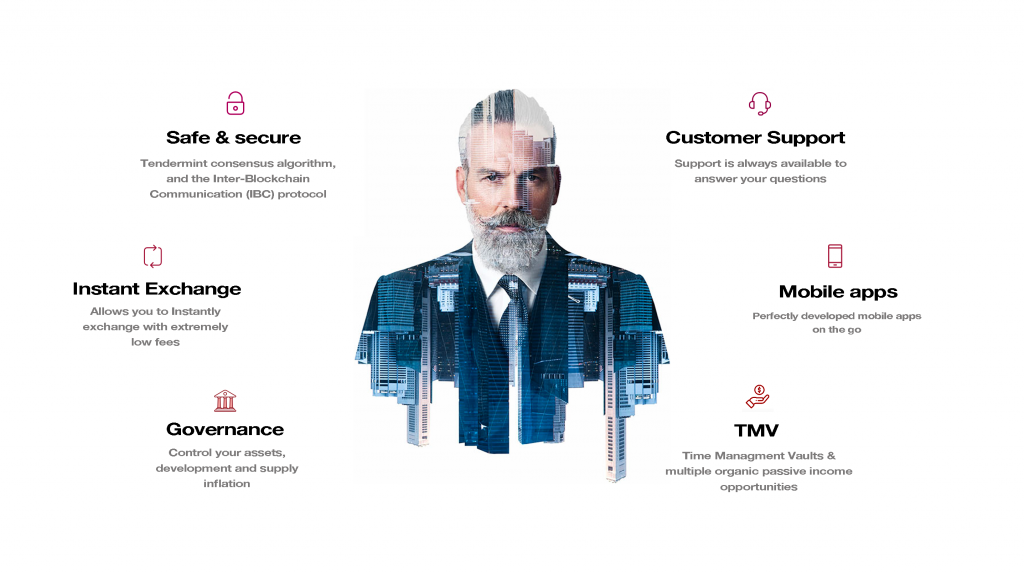 Safe & secure
Tendermint consensus algorithm,
and the Inter-Blockchain
Communication (IBC) protocol
Instant Exchange
Allows you to Instantly
exchange with extremely
low fees
Governance
Control your assets,
development and supply
inflation
Customer Support
Support is always available to
answer your questions
Mobile apps
Perfectly developed mobile apps
on the go
TMV
Time Managment Vaults &
multiple organic passive income
opportunities